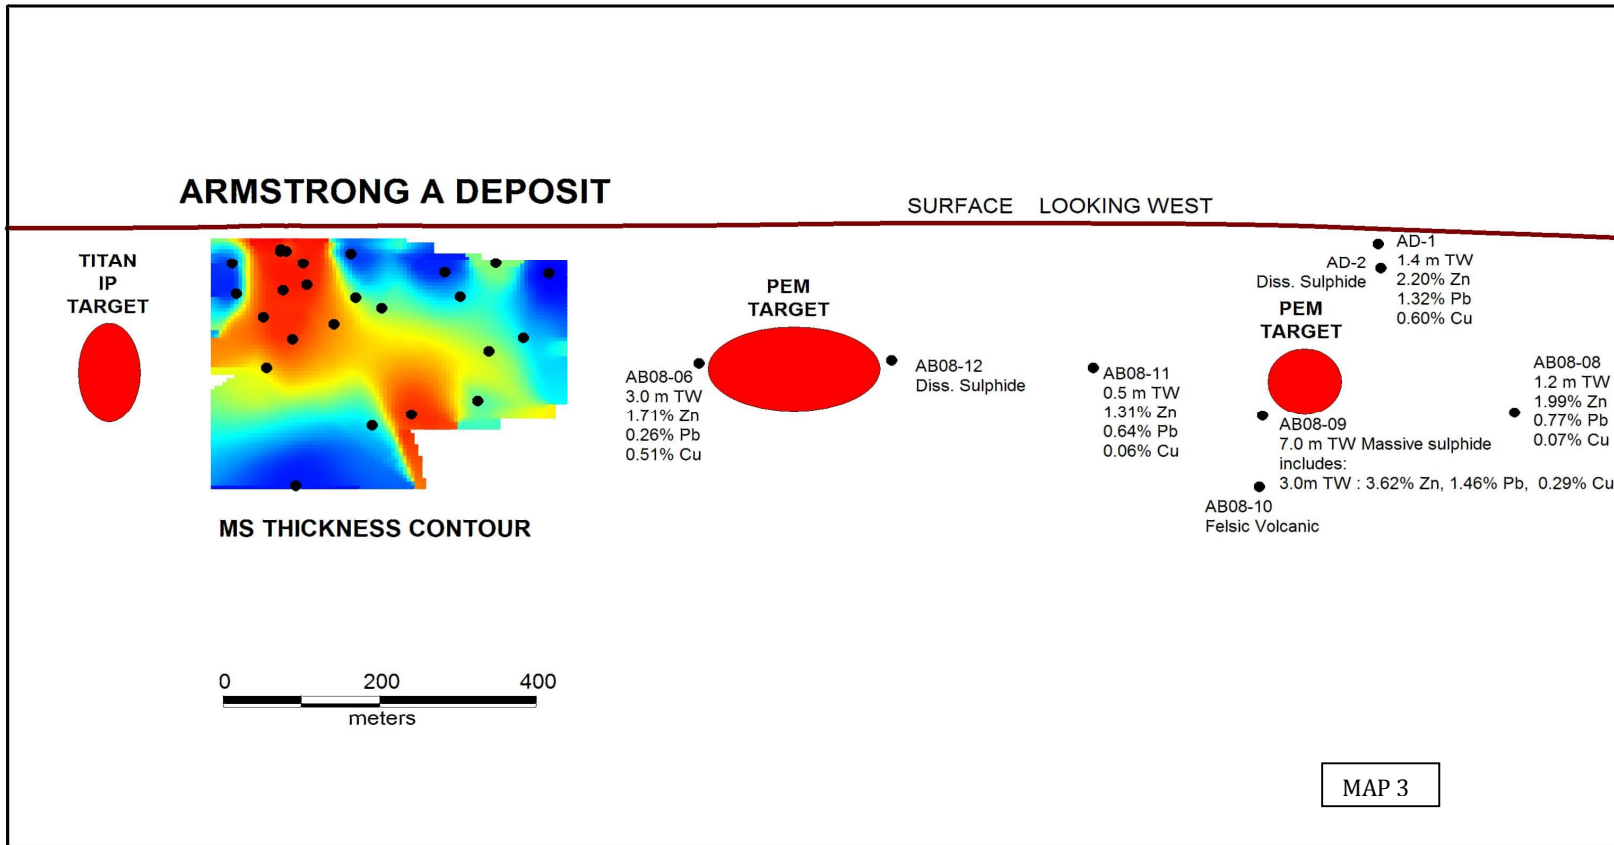 ARMSTRONG A DEPOSIT
SURFACE LOOKING WEST
TITAN
IP
TARGET
MS THICKNESS CONTOUR
PEM
TARGET
AB08-06
3.0 m TW
1.71% Zn
0.26% Pb
0.51% Cu
AB08-12
Diss. Sulphide
AB08-11
0.5 m TW
1.31% Zn
0.64% Pb
0.06% Cu
AD-1
1.4 m TW
2.20% Zn
1.32% Pb
0.60% Cu
AD-2
Diss. Sulphide
PEM
TARGET
AB08-09
7.0 m TW Massive sulphide
includes:
3.0m TW : 3.62% Zn, 1.46% Pb, 0.29% Cu
AB08-10
Felsic Volcanic
AB08-08
1.2 m TW
1.99% Zn
0.77% Pb
0.07% Cu
0 200 400
meters
MAP 3